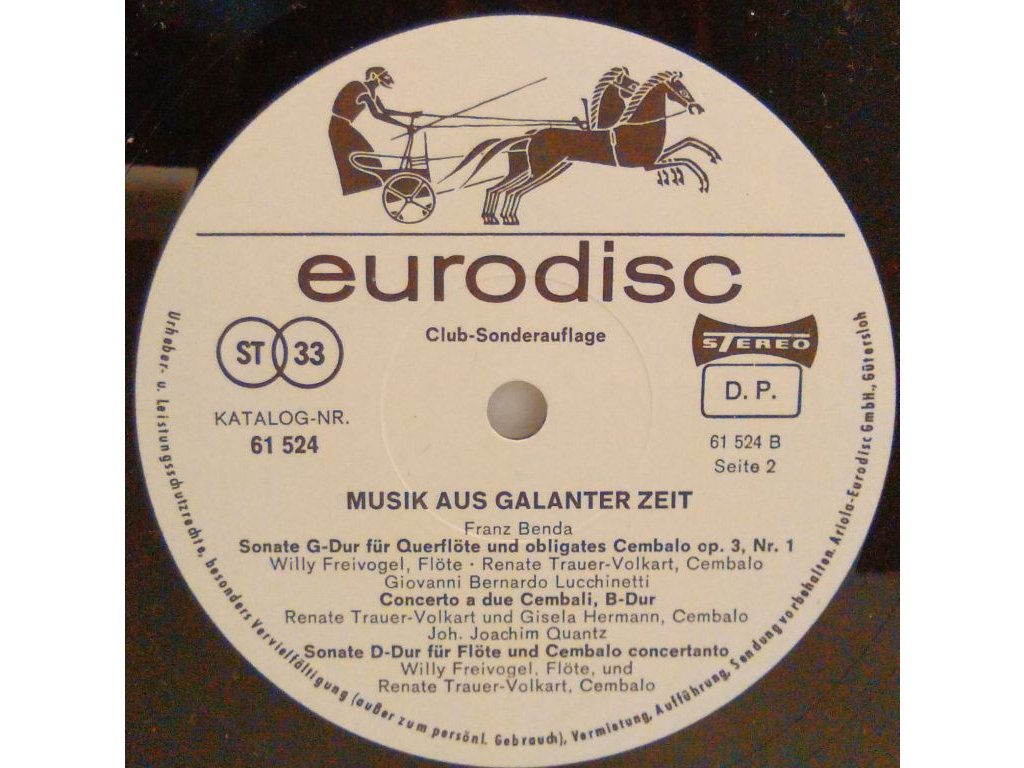 eurodisc
Club-Sonderauflage
ST 33
STEREO
D. P.
KATALOG-NR.
61 524
61 524 B
Seite 2
MUSIK AUS GALANTER ZEIT
Franz Benda
Sonate G-Dur für Querflöte und obligates Cembalo op. 3, Nr. 1
Willy Freivogel, Flöte · Renate Trauer-Volkart, Cembalo
Giovanni Bernardo Lucchinetti
Concerto a due Cembali, B-Dur
Renate Trauer-Volkart und Gisela Hermann, Cembalo
Joh. Joachim Quantz
Sonate D-Dur für Flöte und Cembalo concertanto
Willy Freivogel, Flöte, und
Renate Trauer-Volkart, Cembalo
Urheber- u. Leistungsschutzrechte, besonders Vervielfältigung (außer zum persönl. Gebrauch), Vermietung, Aufführung, Sendung vorbehalten. Ariola-Eurodisc GmbH., Gütersloh